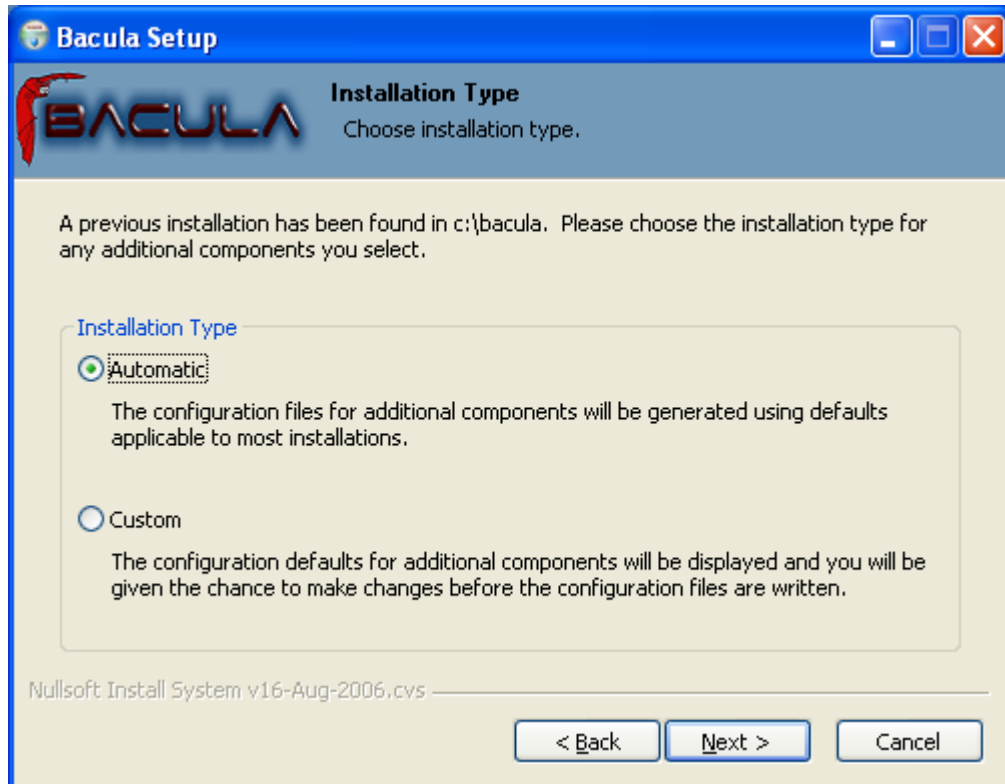 Bacula Setup
BACULA
Installation Type
Choose installation type.
A previous installation has been found in c:\bacula.  Please choose the installation type for
any additional components you select.
Installation Type
Automatic
The configuration files for additional components will be generated using defaults
applicable to most installations.
Custom
The configuration defaults for additional components will be displayed and you will be
given the chance to make changes before the configuration files are written.
Nullsoft Install System v16-Aug-2006.cvs
< Back
Next >
Cancel